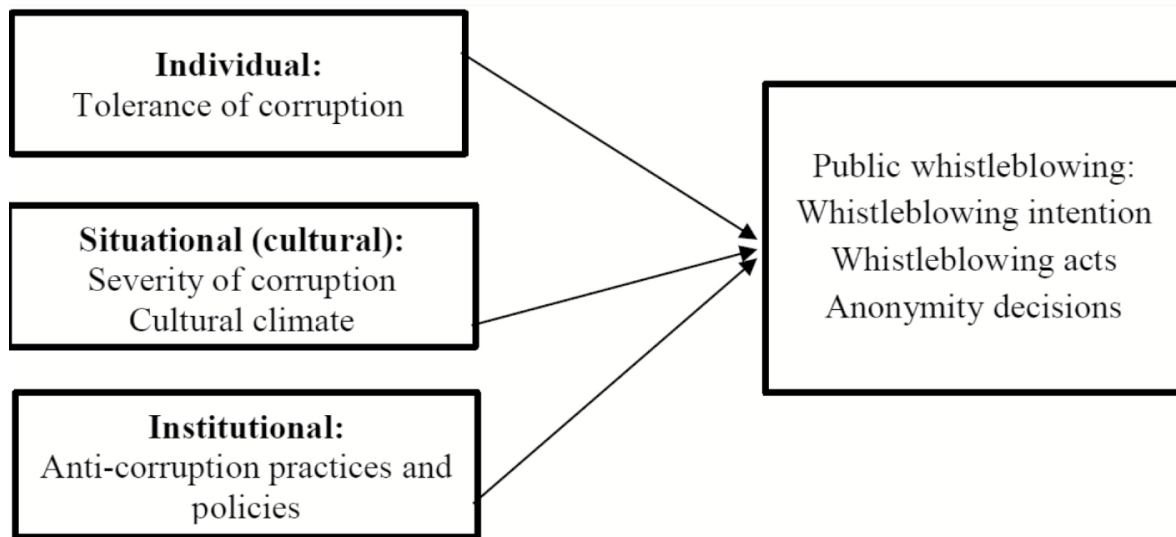 Individual:
Tolerance of corruption
Situational (cultural):
Severity of corruption
Cultural climate
Institutional:
Anti-corruption practices and
policies
Public whistleblowing:
Whistleblowing intention
Whistleblowing acts
Anonymity decisions